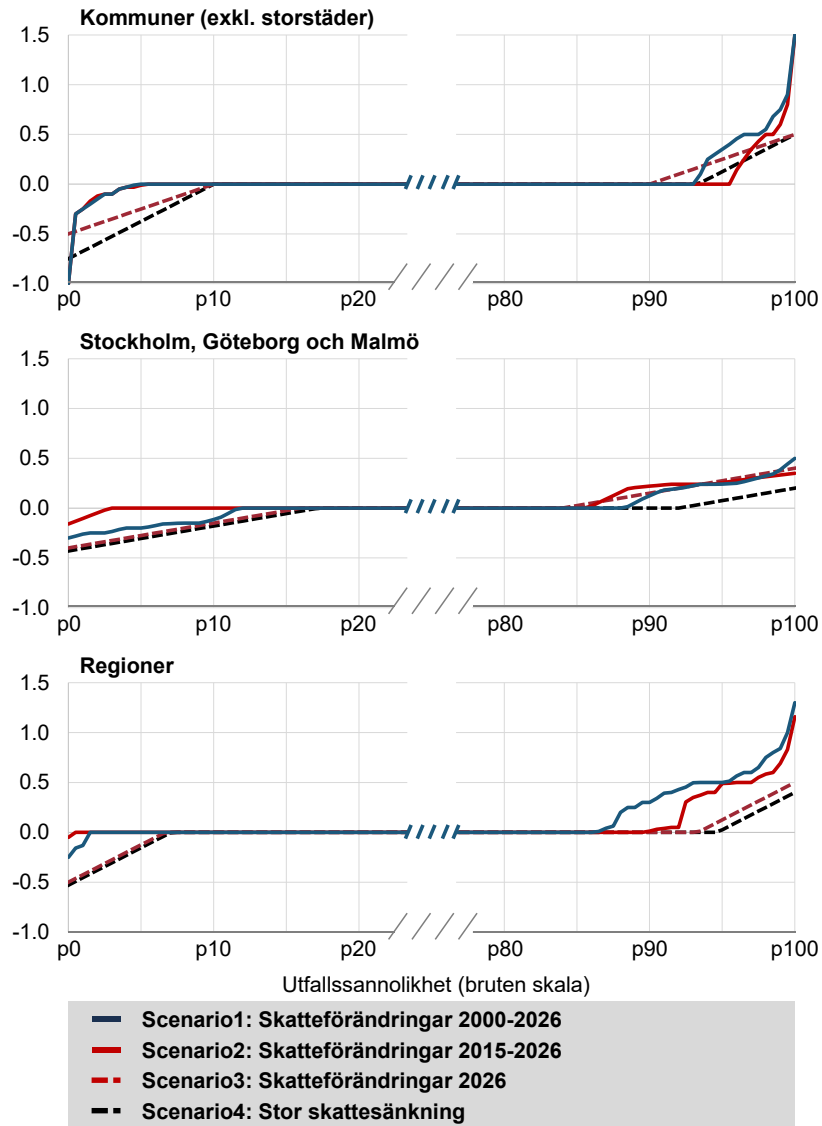 Kommuner (exkl. storstäder)
1.5
1.0
0.5
0.0
-0.5
-1.0
p0 p10 p20 p80 p90 p100
Stockholm, Göteborg och Malmö
1.5
1.0
0.5
0.0
-0.5
-1.0
p0 p10 p20 p80 p90 p100
Regioner
1.5
1.0
0.5
0.0
-0.5
-1.0
p0 p10 p20 p80 p90 p100
Utfallssannolikhet (bruten skala)
Scenario1: Skatteförändringar 2000-2026
Scenario2: Skatteförändringar 2015-2026
Scenario3: Skatteförändringar 2026
Scenario4: Stor skattesänkning